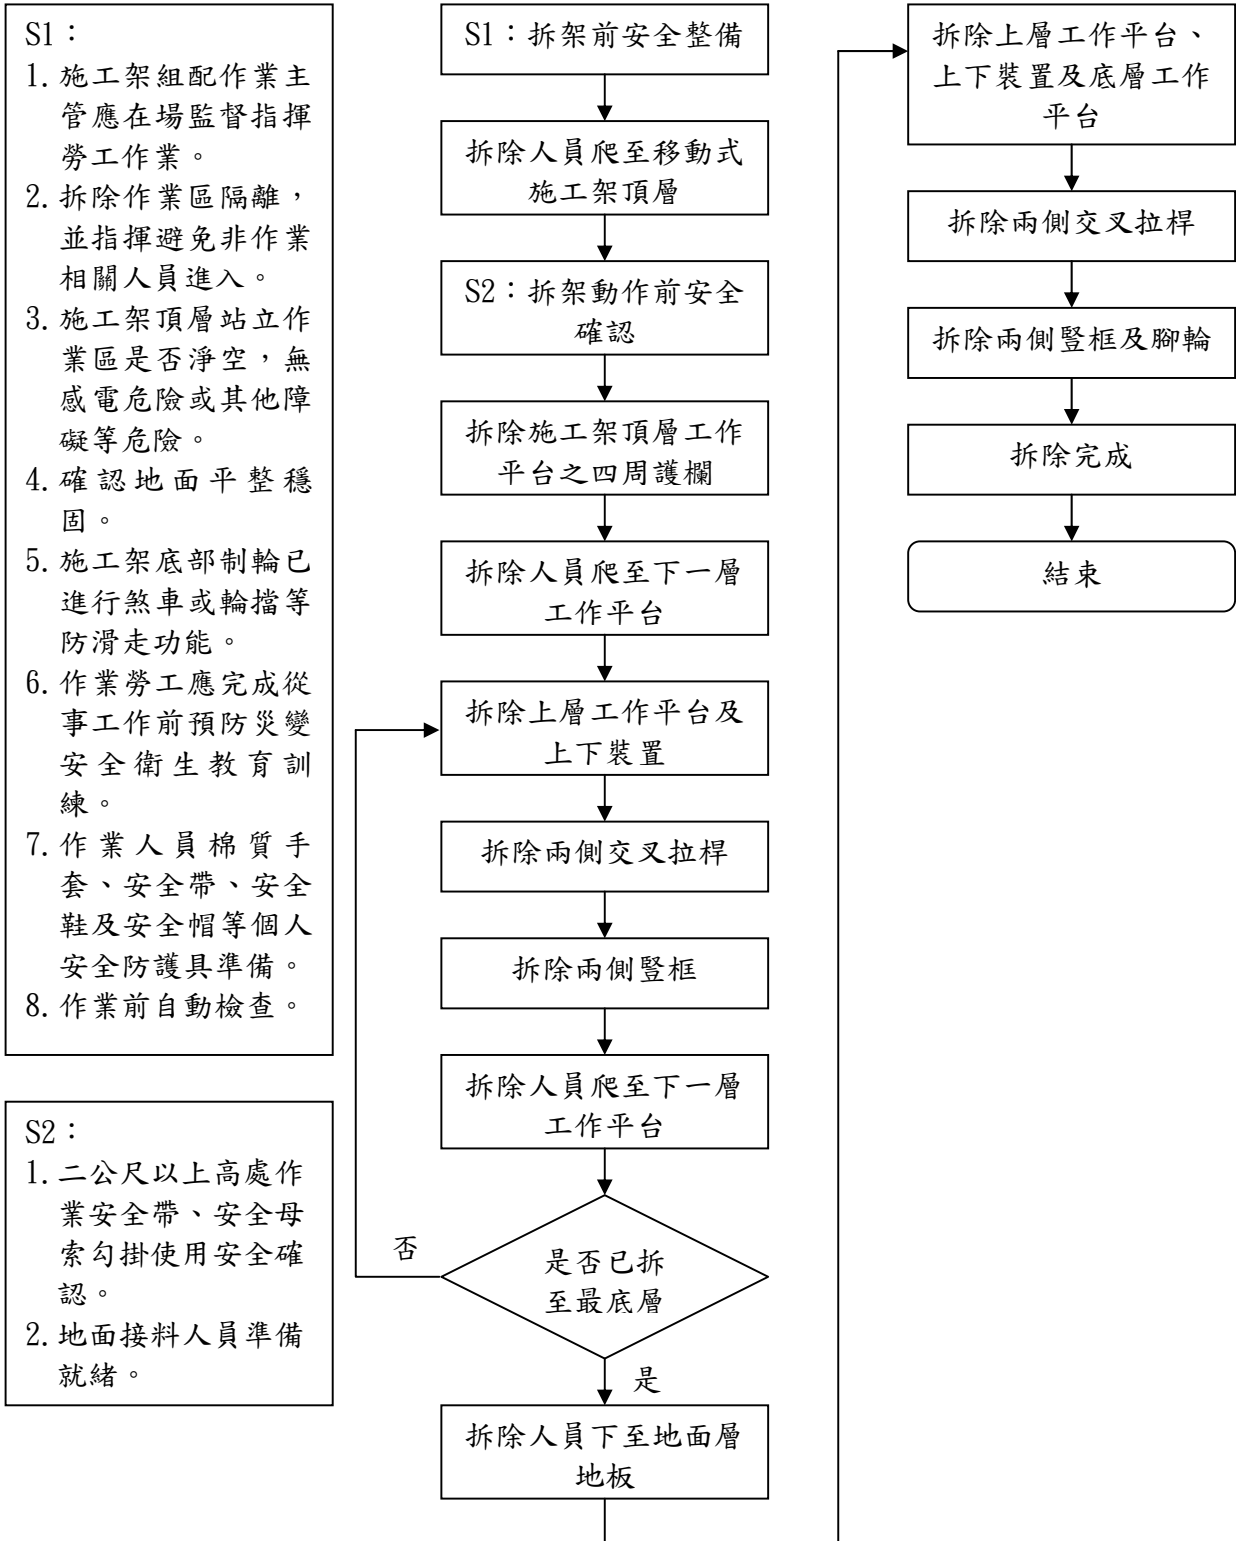 S1：
1. 施工架組配作業主
管應在場監督指揮
勞工作業。
2. 拆除作業區隔離，
並指揮避免非作業
相關人員進入。
3. 施工架頂層站立作
業區是否淨空，無
感電危險或其他障
礙等危險。
4. 確認地面平整穩
固。
5. 施工架底部制輪已
進行煞車或輪擋等
防滑走功能。
6. 作業勞工應完成從
事工作前預防災變
安全衛生教育訓
練。
7. 作業人員棉質手
套、安全帶、安全
鞋及安全帽等個人
安全防護具準備。
8. 作業前自動檢查。
S2：
1. 二公尺以上高處作
業安全帶、安全母
索勾掛使用安全確
認。
2. 地面接料人員準備
就緒。
S1：拆架前安全整備
拆除人員爬至移動式
施工架頂層
S2：拆架動作前安全
確認
拆除施工架頂層工作
平台之四周護欄
拆除人員爬至下一層
工作平台
拆除上層工作平台及
上下裝置
拆除兩側交叉拉桿
拆除兩側豎框
拆除人員爬至下一層
工作平台
否
是否已拆
至最底層
是
拆除人員下至地面層
地板
拆除上層工作平台、
上下裝置及底層工作
平台
拆除兩側交叉拉桿
拆除兩側豎框及腳輪
拆除完成
結束